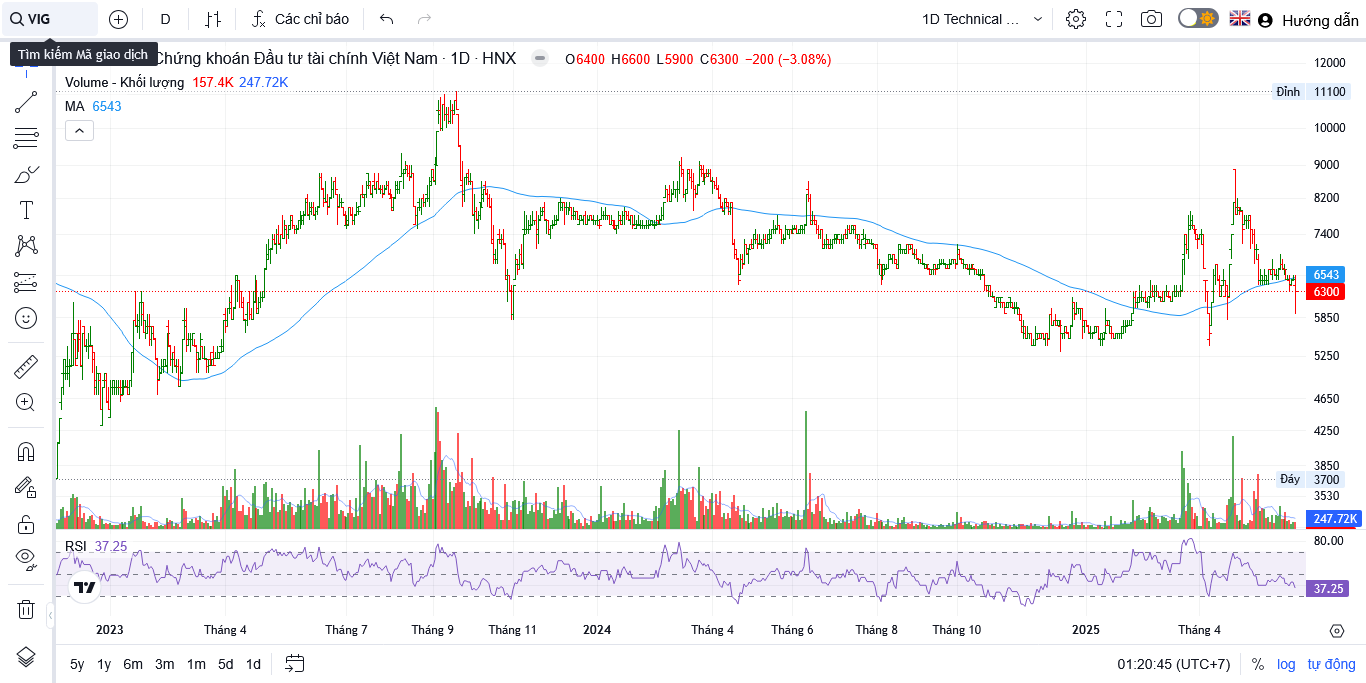 VIG D Các chỉ báo 1D Technical ... Hướng dẫn
Tìm kiếm Mã giao dịch
Chứng khoán Đầu tư tài chính Việt Nam · 1D · HNX O6400 H6600 L5900 C6300 −200 (−3.08%)
Volume - Khối lượng 157.4K 247.72K
MA 6543
12000
Đỉnh 11100
10000
9000
8200
7400
6543
6300
5850
5250
4650
4250
3850
Đáy 3700
3530
247.72K
RSI 37.25
80.00
37.25
2023 Tháng 4 Tháng 7 Tháng 9 Tháng 11 2024 Tháng 4 Tháng 6 Tháng 8 Tháng 10 2025 Tháng 4
5y 1y 6m 3m 1m 5d 1d 01:20:45 (UTC+7) % log tự động